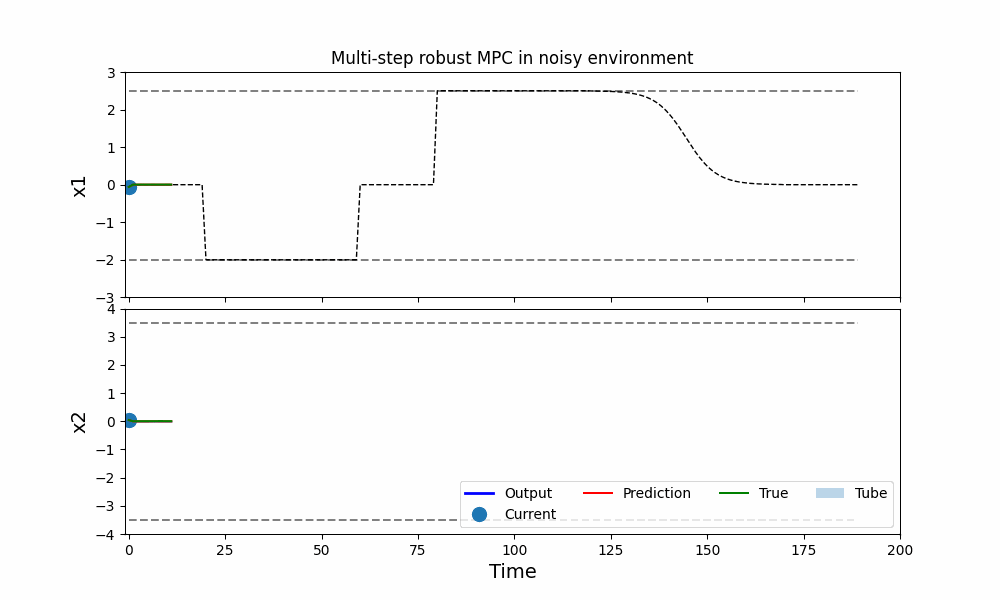 Multi-step robust MPC in noisy environment
3
2
1
0
−1
−2
−3
x1
4
3
2
1
0
−1
−2
−3
−4
x2
Output Prediction True Tube
Current
0 25 50 75 100 125 150 175 200
Time